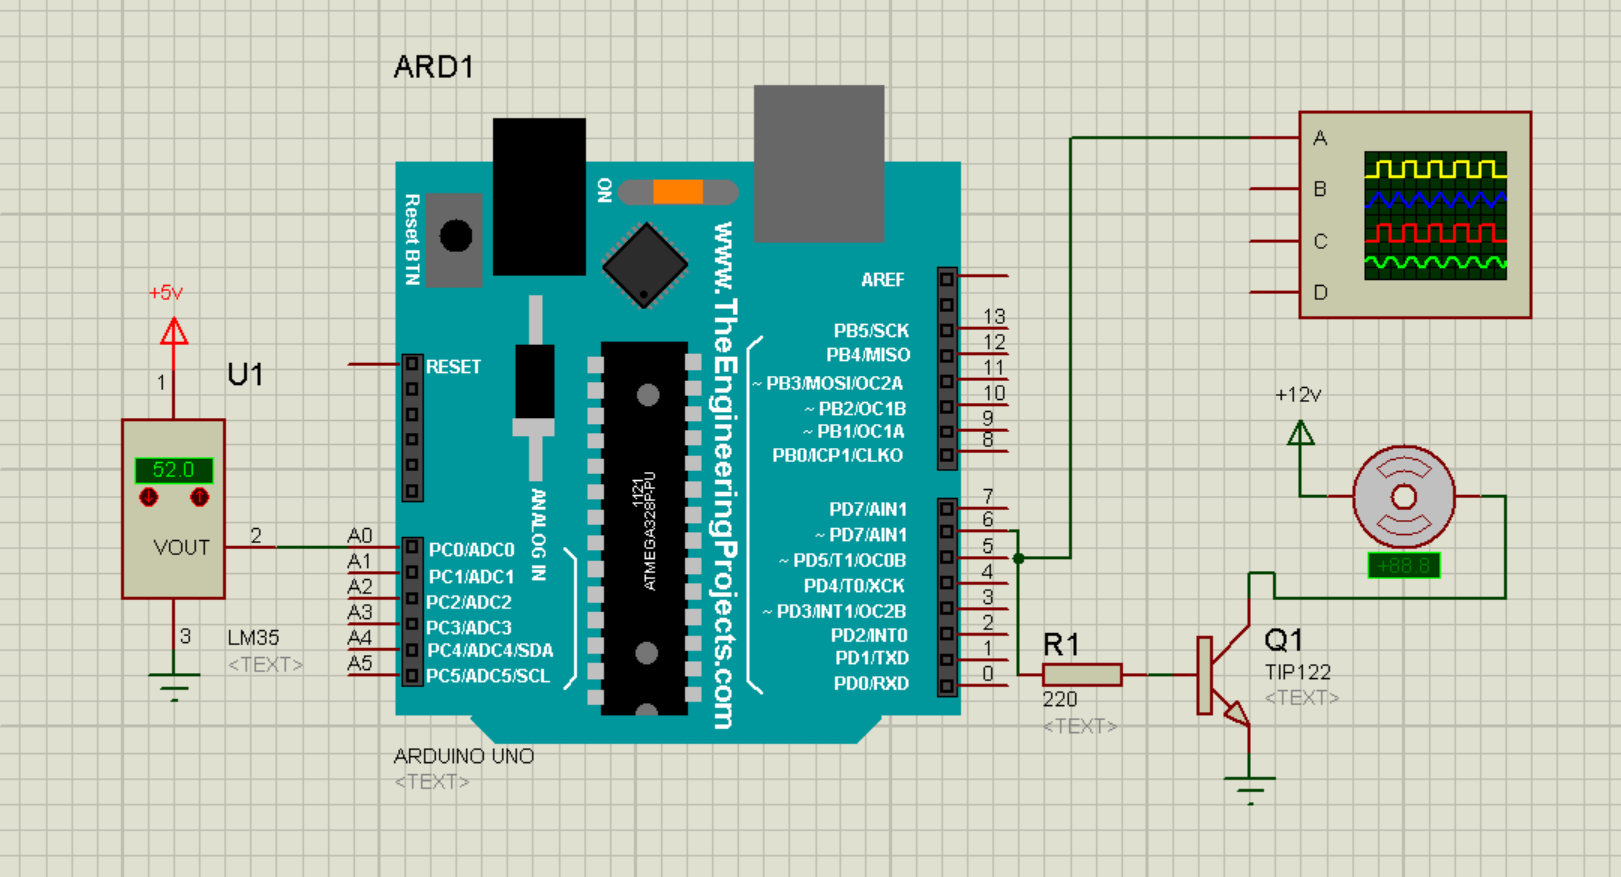 ARD1
Reset BTN
ON
www.TheEngineeringProjects.com
A
B
C
D
+5v
1
U1
52.0
VOUT
2
3
LM35
<TEXT>
RESET
ANALOG IN
A0
A1
A2
A3
A4
A5
PC0/ADC0
PC1/ADC1
PC2/ADC2
PC3/ADC3
PC4/ADC4/SDA
PC5/ADC5/SCL
1121
ATMEGA328P-PU
AREF
PB5/SCK
PB4/MISO
~ PB3/MOSI/OC2A
~ PB2/OC1B
~ PB1/OC1A
PB0/ICP1/CLKO
13
12
11
10
9
8
PD7/AIN1
~ PD7/AIN1
~ PD5/T1/OC0B
PD4/T0/XCK
~ PD3/INT1/OC2B
PD2/INT0
PD1/TXD
PD0/RXD
7
6
5
4
3
2
1
0
ARDUINO UNO
<TEXT>
+12v
+88.8
R1
220
<TEXT>
Q1
TIP122
<TEXT>